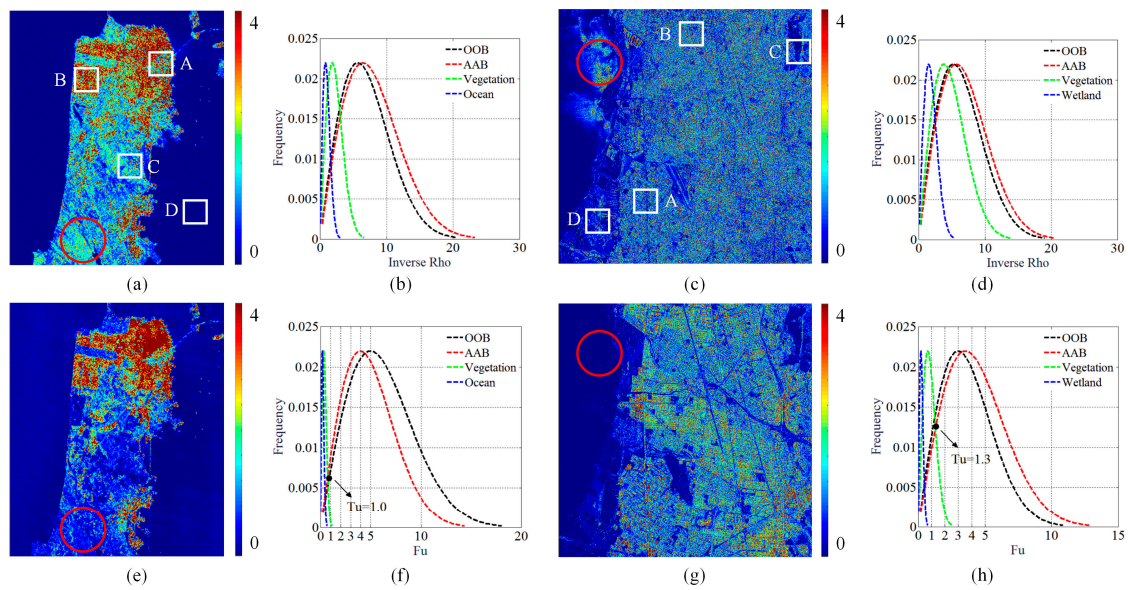 4
A
B
C
D
0
(a)
0.025
0.02
0.015
0.01
0.005
0
0 10 20 30
Frequency
Inverse Rho
OOB
AAB
Vegetation
Ocean
(b)
B
C
A
D
4
0
(c)
0.025
0.02
0.015
0.01
0.005
0
0 10 20 30
Frequency
Inverse Rho
OOB
AAB
Vegetation
Wetland
(d)
4
0
(e)
0.025
0.02
0.015
0.01
0.005
0
0 1 2 3 4 5 10 20
Frequency
Fu
OOB
AAB
Vegetation
Ocean
Tu=1.0
(f)
4
0
(g)
0.025
0.02
0.015
0.01
0.005
0
0 1 2 3 4 5 10 15
Frequency
Fu
OOB
AAB
Vegetation
Wetland
Tu=1.3
(h)